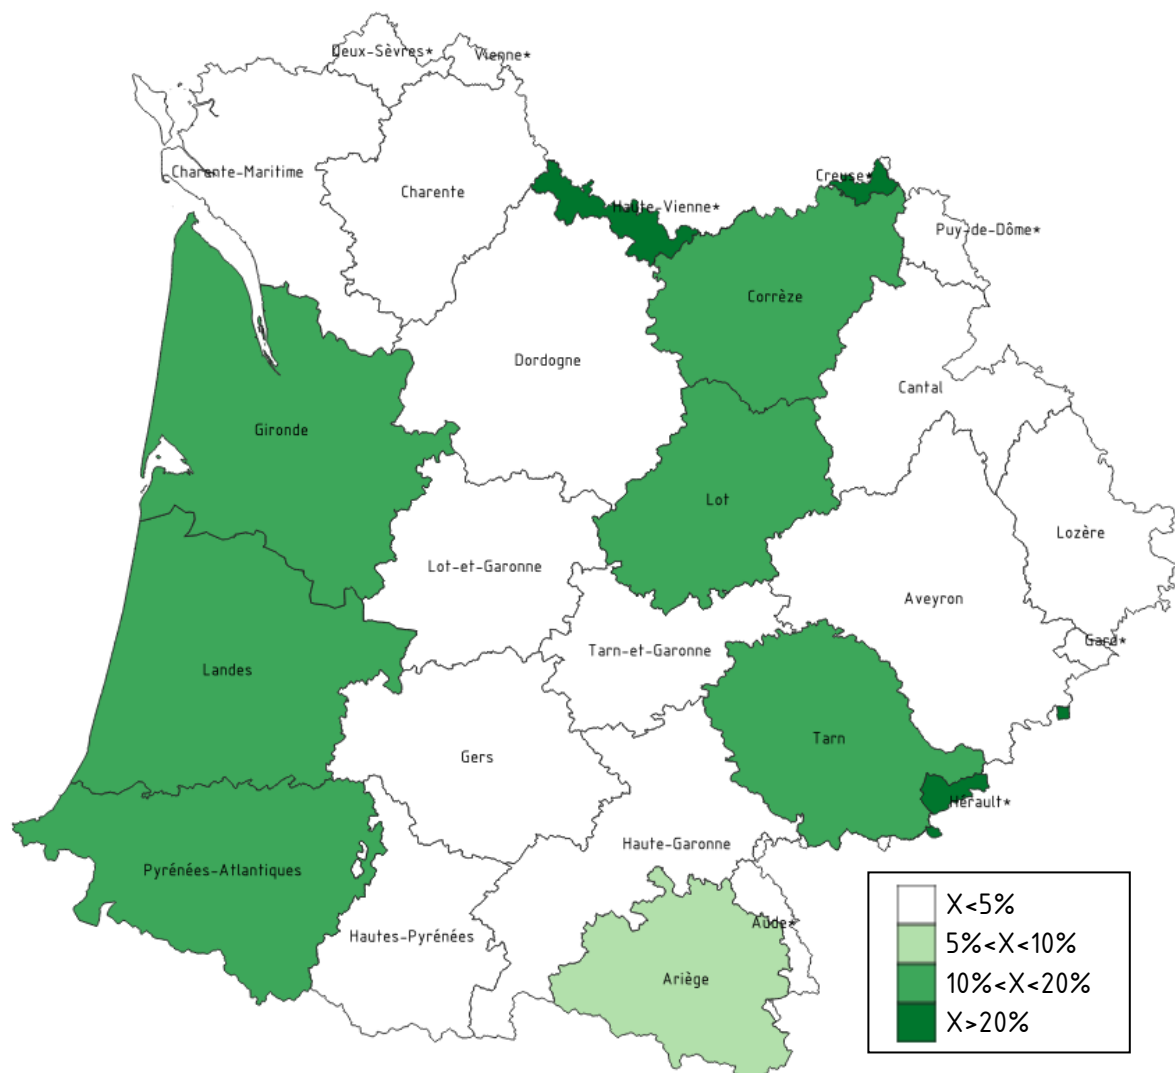 Deux-Sèvres*
Vienne*
Charente-Maritime
Charente
Creuse*
Haute-Vienne*
Puy-de-Dôme*
Corrèze
Dordogne
Cantal
Gironde
Lot
Lozère
Lot-et-Garonne
Aveyron
Gard*
Tarn-et-Garonne
Landes
Tarn
Gers
Hérault*
Haute-Garonne
Pyrénées-Atlantiques
Hautes-Pyrénées
Aude*
Ariège
X<5%
5%<X<10%
10%<X<20%
X>20%